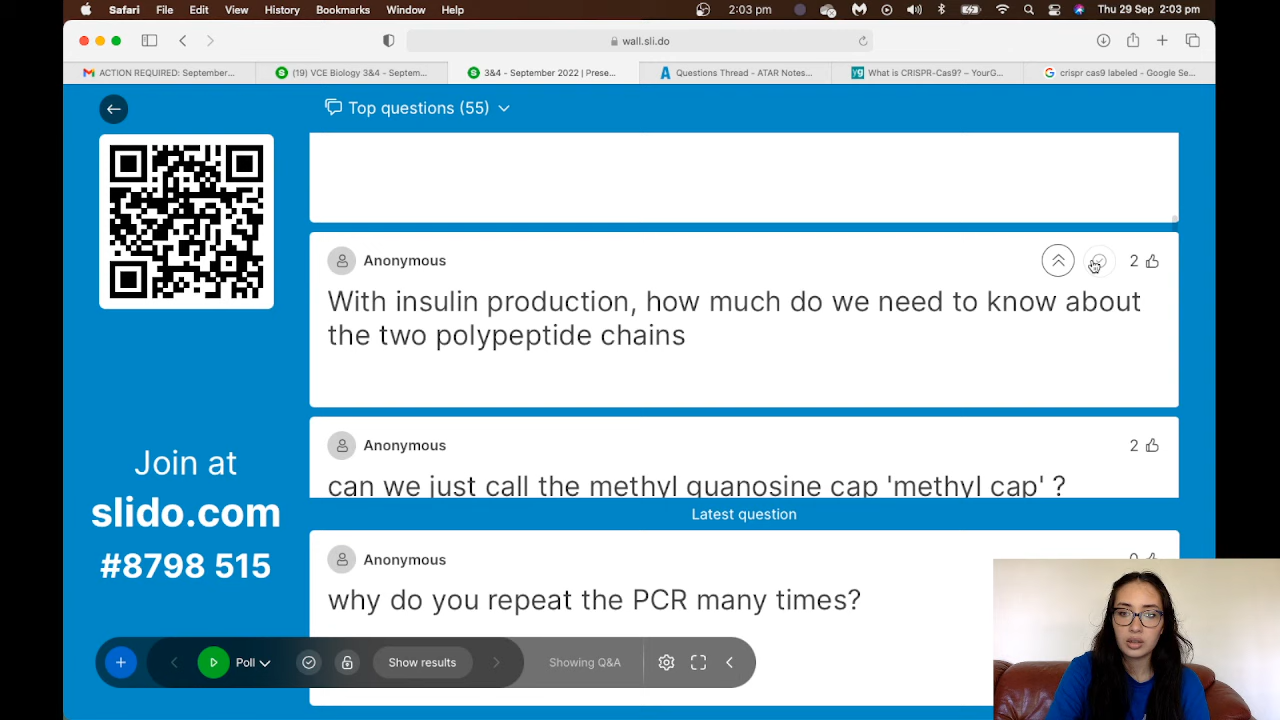 Safari File Edit View History Bookmarks Window Help 2:03 pm Thu 29 Sep 2:03 pm
wall.sli.do
ACTION REQUIRED: September... (19) VCE Biology 3&4 - Septem... 3&4 - September 2022 | Prese... Questions Thread - ATAR Notes... What is CRISPR-Cas9? – YourG... crispr cas9 labeled - Google Se...
Top questions (55)
Anonymous 2
With insulin production, how much do we need to know about
the two polypeptide chains
Anonymous 2
can we just call the methyl guanosine cap 'methyl cap' ?
Join at
slido.com
#8798 515
Latest question
Anonymous 0
why do you repeat the PCR many times?
Poll Show results Showing Q&A